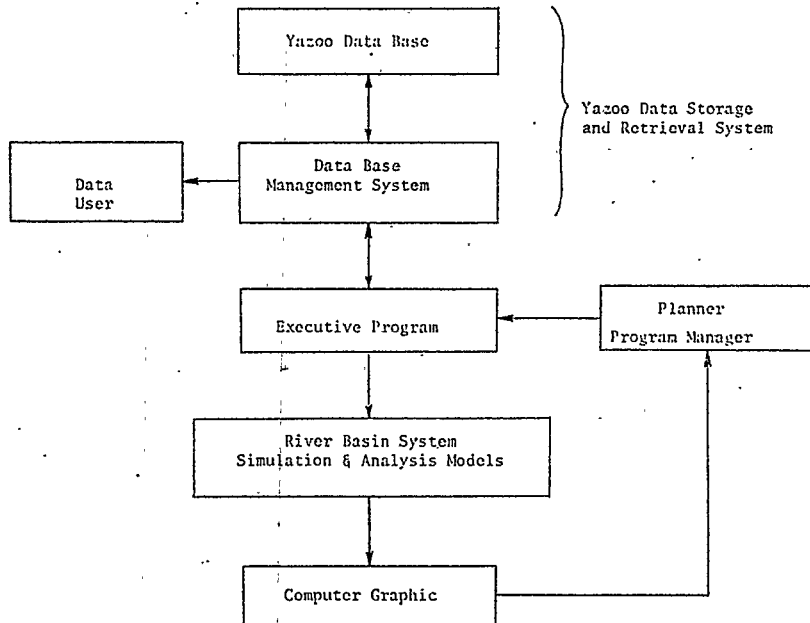 Yazoo Data Base
Yazoo Data Storage
and Retrieval System
Data Base
Management System
Data
User
Executive Program
Planner
Program Manager
River Basin System
Simulation & Analysis Models
Computer Graphic